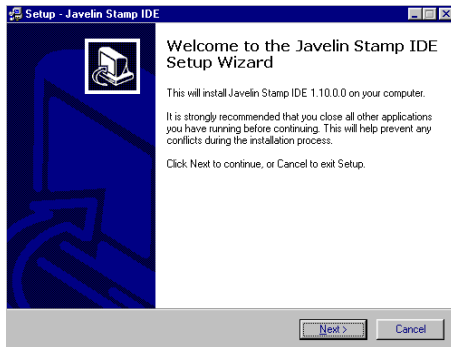 Setup - Javelin Stamp IDE
Welcome to the Javelin Stamp IDE
Setup Wizard
This will install Javelin Stamp IDE 1.10.0.0 on your computer.
It is strongly recommended that you close all other applications
you have running before continuing. This will help prevent any
conflicts during the installation process.
Click Next to continue, or Cancel to exit Setup.
Next >
Cancel